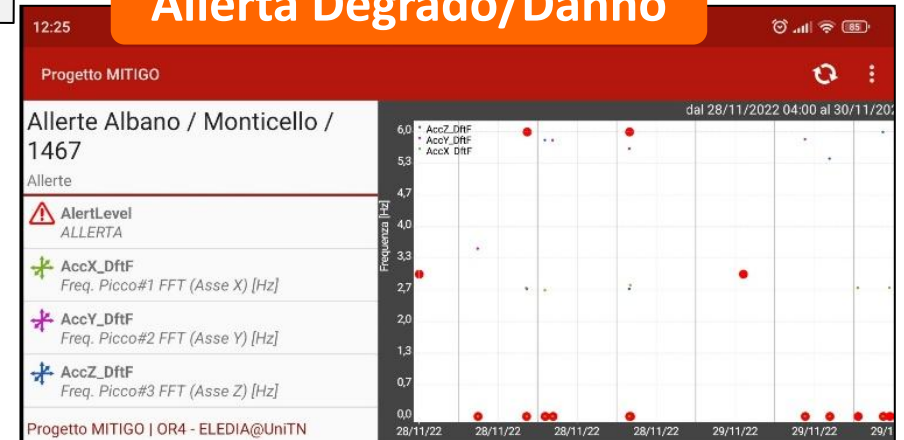 Allerta Degrado/Danno
12:25
85
Progetto MITIGO
Allerte Albano / Monticello /
1467
Allerte
AlertLevel
ALLERTA
AccX_DftF
Freq. Picco#1 FFT (Asse X) [Hz]
AccY_DftF
Freq. Picco#2 FFT (Asse Y) [Hz]
AccZ_DftF
Freq. Picco#3 FFT (Asse Z) [Hz]
Progetto MITIGO | OR4 - ELEDIA@UniTN
dal 28/11/2022 04:00 al 30/11/202
AccZ_DftF
AccY_DftF
AccX_DftF
Frequenza [Hz]
6,0
5,3
4,7
4,0
3,3
2,7
2,0
1,3
0,7
0,0
28/11/22 28/11/22 28/11/22 28/11/22 29/11/22 29/11/22 29/1